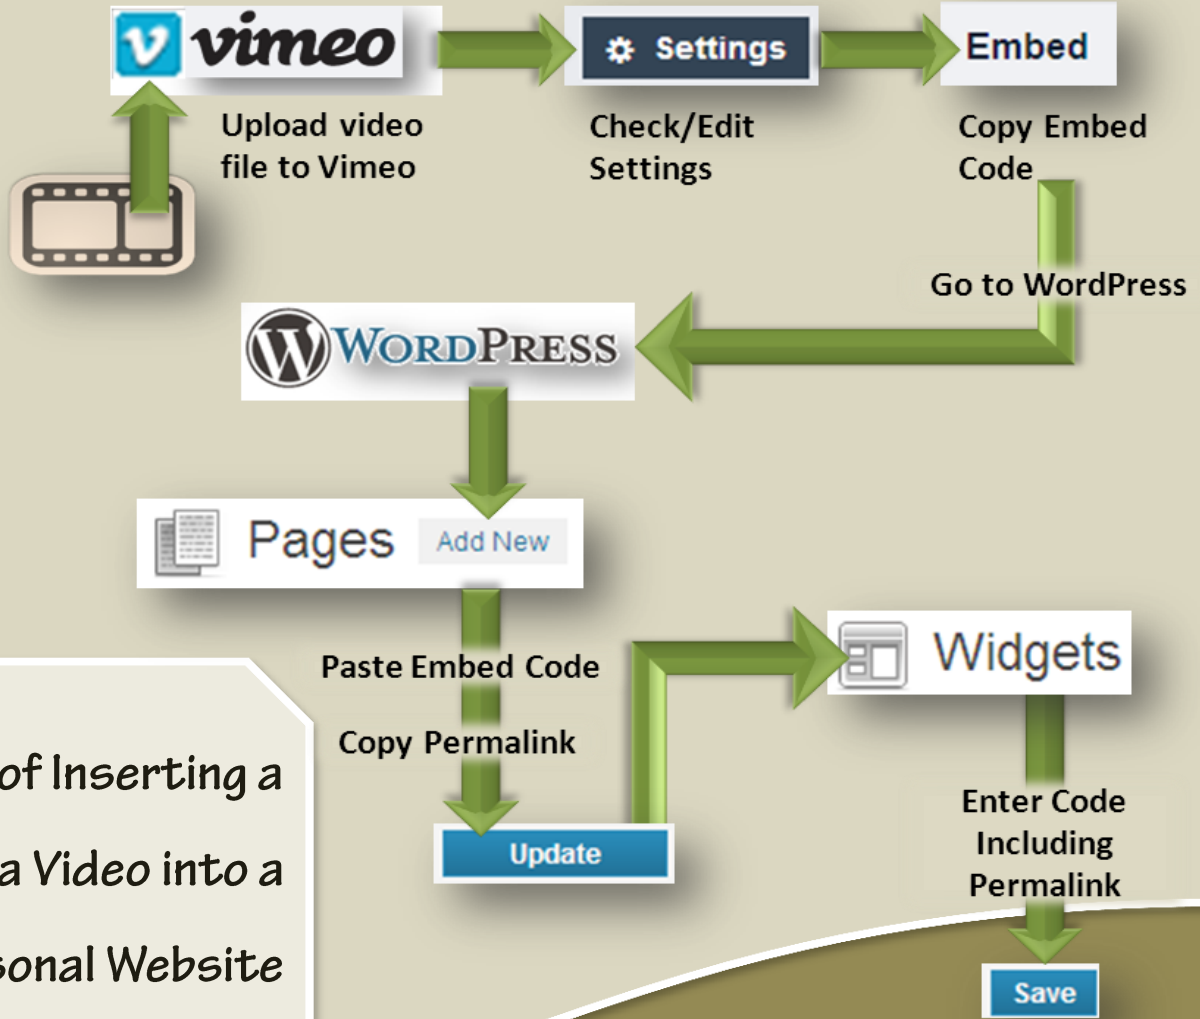 vimeo
Settings
Embed
Upload video
file to Vimeo
Check/Edit
Settings
Copy Embed
Code
Go to WordPress
WORDPRESS
Pages
Add New
Paste Embed Code
Copy Permalink
Update
Widgets
Enter Code
Including
Permalink
Save
of Inserting a
a Video into a
sonal Website